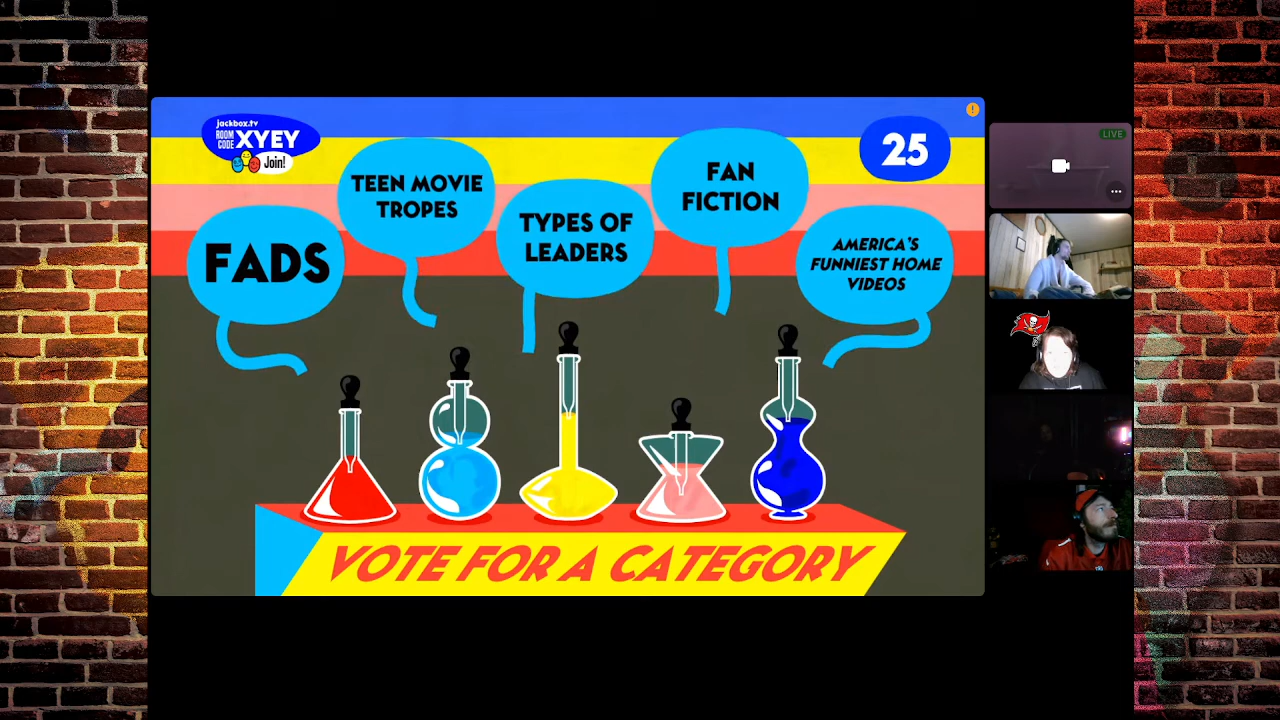 jackbox.tv
ROOM
CODE
XYEY
Join!
25
FADS
TEEN MOVIE
TROPES
TYPES OF
LEADERS
FAN
FICTION
AMERICA'S
FUNNIEST HOME
VIDEOS
VOTE FOR A CATEGORY
LIVE